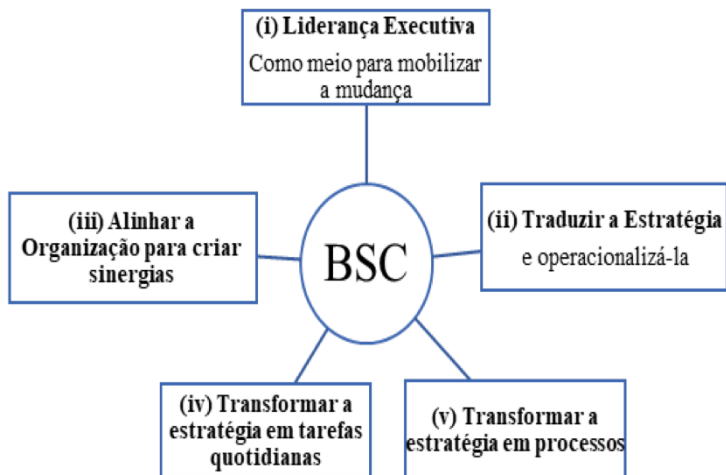 (i) Liderança Executiva
Como meio para mobilizar
a mudança
(iii) Alinhar a
Organização para criar
sinergias
BSC
(ii) Traduzir a Estratégia
e operacionalizá-la
(iv) Transformar a
estratégia em tarefas
quotidianas
(v) Transformar a
estratégia em processos